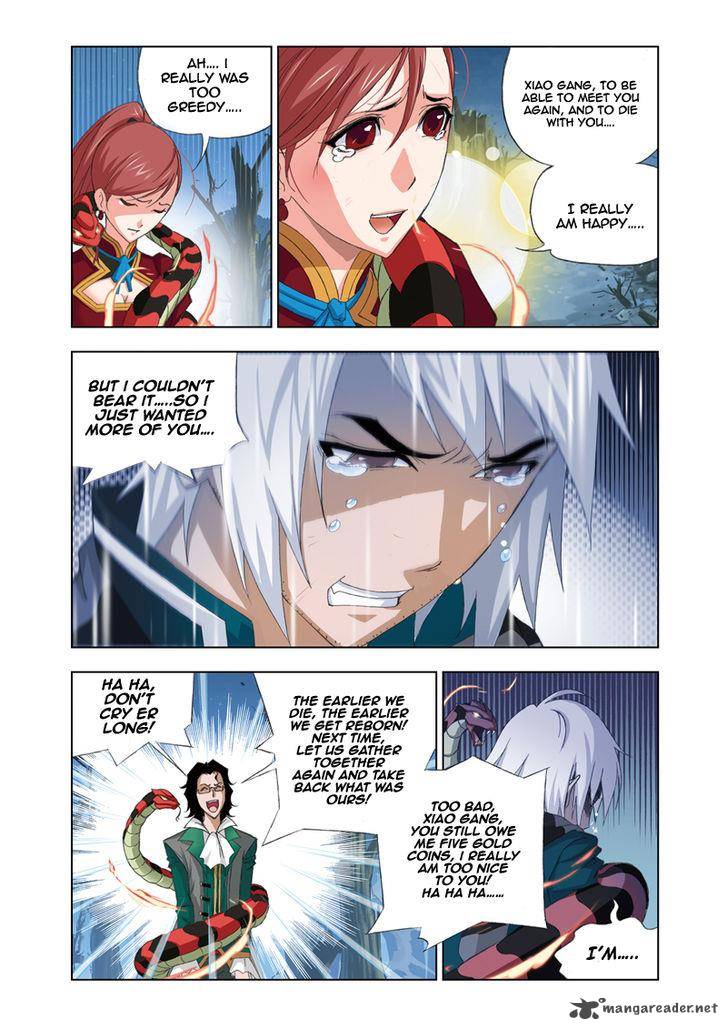 AH.... I
REALLY WAS
TOO
GREEDY.....
XIAO GANG, TO BE
ABLE TO MEET YOU
AGAIN, AND TO DIE
WITH YOU....
I REALLY
AM HAPPY.....
BUT I COULDN'T
BEAR IT.....SO I
JUST WANTED
MORE OF YOU....
HA HA,
DON'T
CRY ER
LONG!
THE EARLIER WE
DIE, THE EARLIER
WE GET REBORN!
NEXT TIME,
LET US GATHER
TOGETHER
AGAIN AND TAKE
BACK WHAT WAS
OURS!
TOO BAD,
XIAO GANG,
YOU STILL OWE
ME FIVE GOLD
COINS, I REALLY
AM TOO NICE
TO YOU!
HA HA HA......
I'M.....
mangareader.net